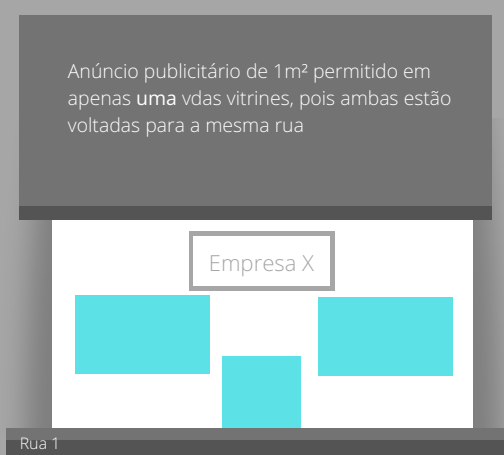 Anúncio publicitário de 1m² permitido em
apenas uma vdas vitrines, pois ambas estão
voltadas para a mesma rua
Empresa X
Rua 1